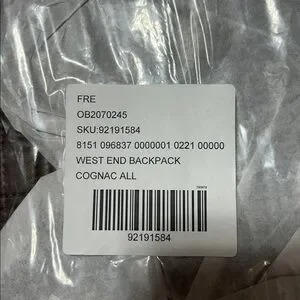 FRE
OB2070245
SKU:92191584
8151 096837 0000001 0221 00000
WEST END BACKPACK
COGNAC ALL
92191584